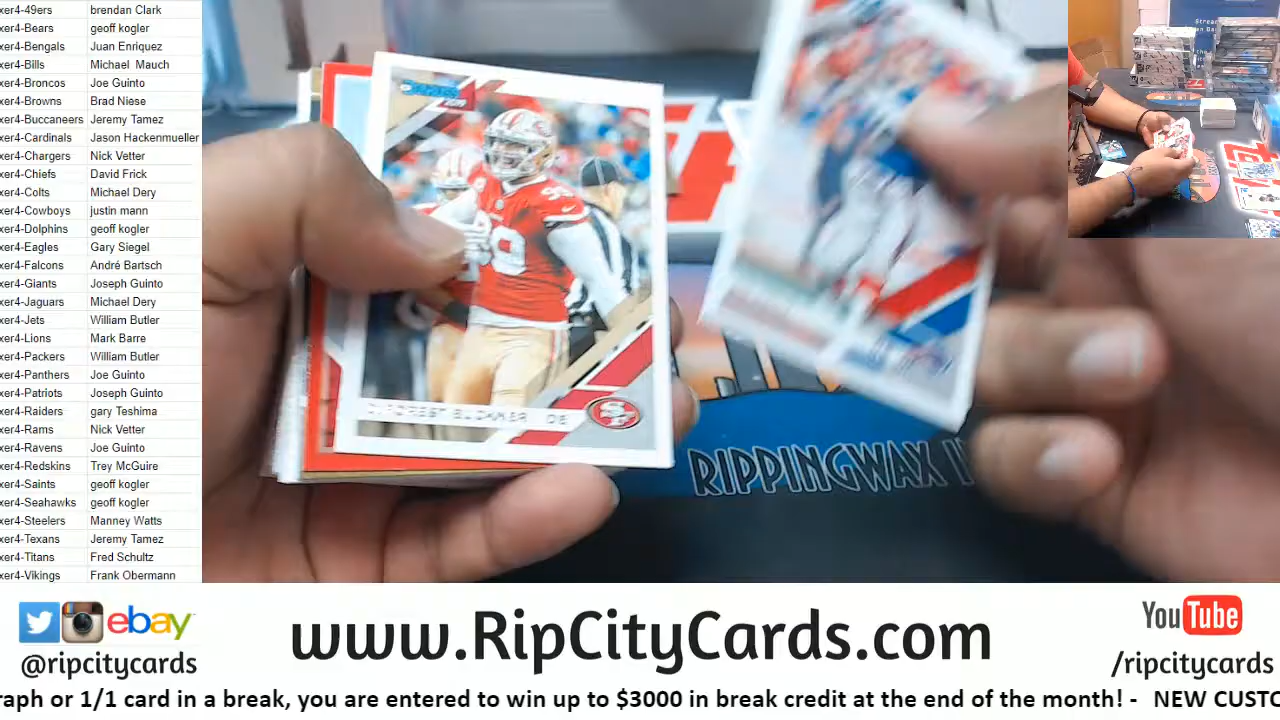 xer4-49ers brendan Clark
xer4-Bears geoff kogler
xer4-Bengals Juan Enriquez
xer4-Bills Michael Mauch
xer4-Broncos Joe Guinto
xer4-Browns Brad Niese
xer4-Buccaneers Jeremy Tamez
xer4-Cardinals Jason Hackenmueller
xer4-Chargers Nick Vetter
xer4-Chiefs David Frick
xer4-Colts Michael Dery
xer4-Cowboys justin mann
xer4-Dolphins geoff kogler
xer4-Eagles Gary Siegel
xer4-Falcons André Bartsch
xer4-Giants Joseph Guinto
xer4-Jaguars Michael Dery
xer4-Jets William Butler
xer4-Lions Mark Barre
xer4-Packers William Butler
xer4-Panthers Joe Guinto
xer4-Patriots Joseph Guinto
xer4-Raiders gary Teshima
xer4-Rams Nick Vetter
xer4-Ravens Joe Guinto
xer4-Redskins Trey McGuire
xer4-Saints geoff kogler
xer4-Seahawks geoff kogler
xer4-Steelers Manney Watts
xer4-Texans Jeremy Tamez
xer4-Titans Fred Schultz
xer4-Vikings Frank Obermann
99
RIPPINGWAX
ebay
@ripcitycards
www.RipCityCards.com
YouTube
/ripcitycards
raph or 1/1 card in a break, you are entered to win up to $3000 in break credit at the end of the month! - NEW CUSTO